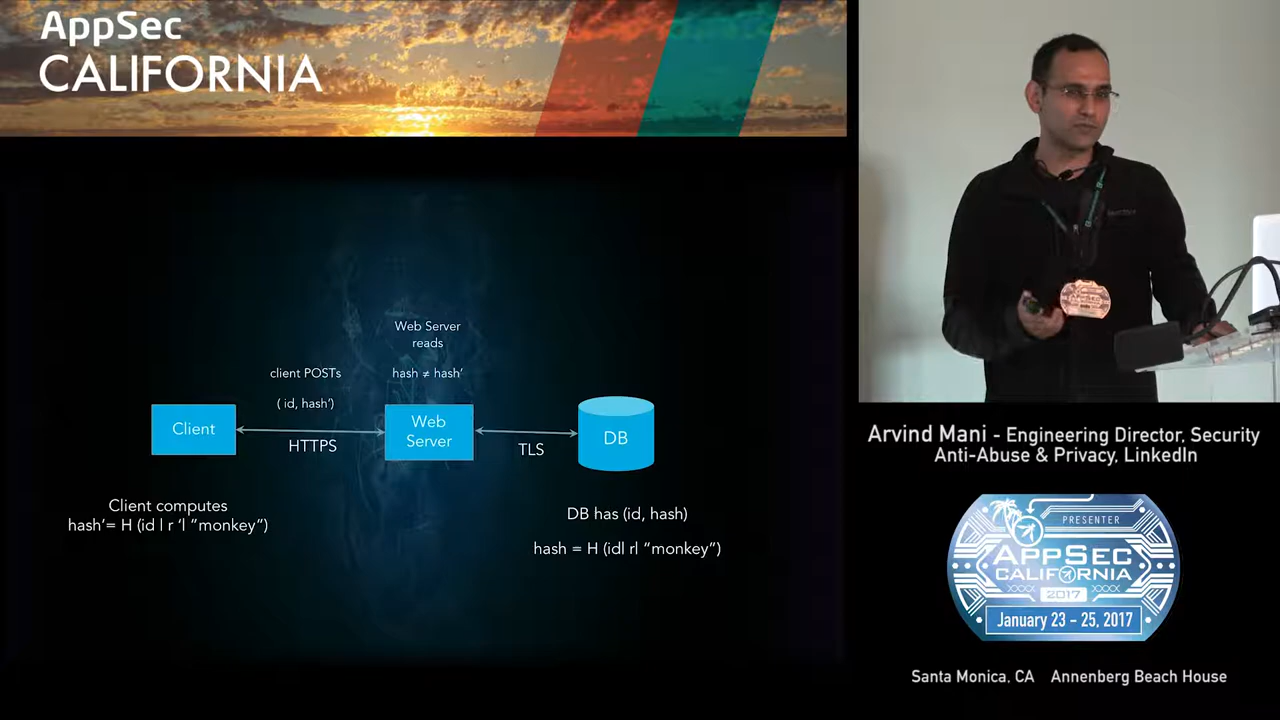 AppSec
CALIFORNIA
Web Server
reads
client POSTs
hash ≠ hash'
( id, hash')
Client
Web
Server
DB
HTTPS
TLS
Client computes
hash'= H (id | r '| "monkey")
DB has (id, hash)
hash = H (id| r| "monkey")
Arvind Mani - Engineering Director, Security
Anti-Abuse & Privacy, LinkedIn
PRESENTER
APPSEC
CALIFORNIA
2017
January 23 - 25, 2017
Santa Monica, CA Annenberg Beach House